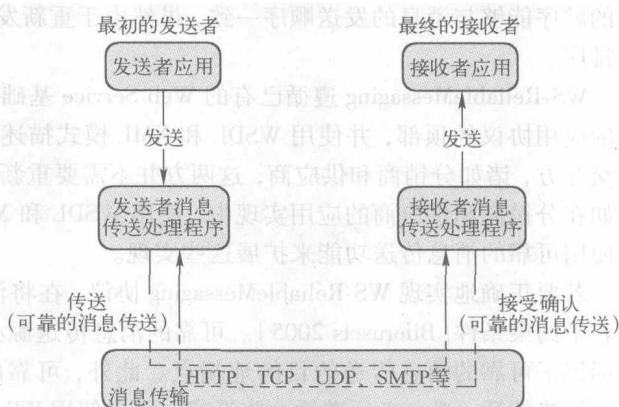 最初的发送者
最终的接收者
发送者应用
接收者应用
发送
发送
发送者消息
传送处理程序
接收者消息
传送处理程序
传送
(可靠的消息传送)
接受确认
(可靠的消息传送)
HTTP、TCP、UDP、SMTP等
消息传输